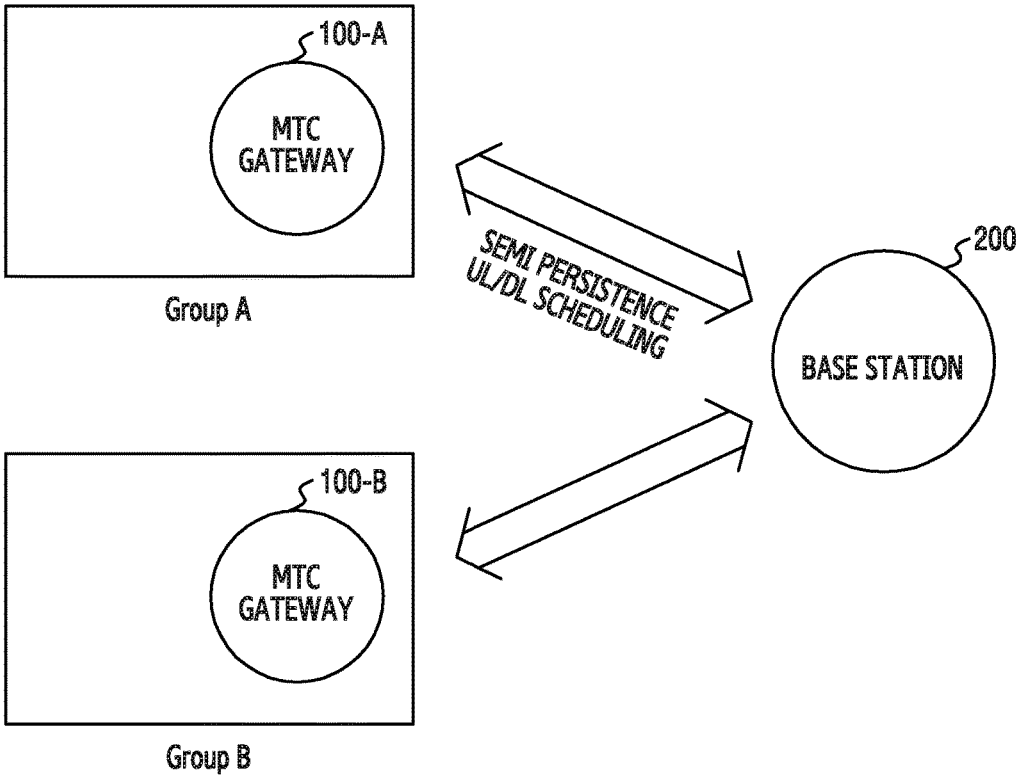 100-A
MTC
GATEWAY
Group A
SEMI PERSISTENCE
UL/DL SCHEDULING
200
BASE STATION
100-B
MTC
GATEWAY
Group B